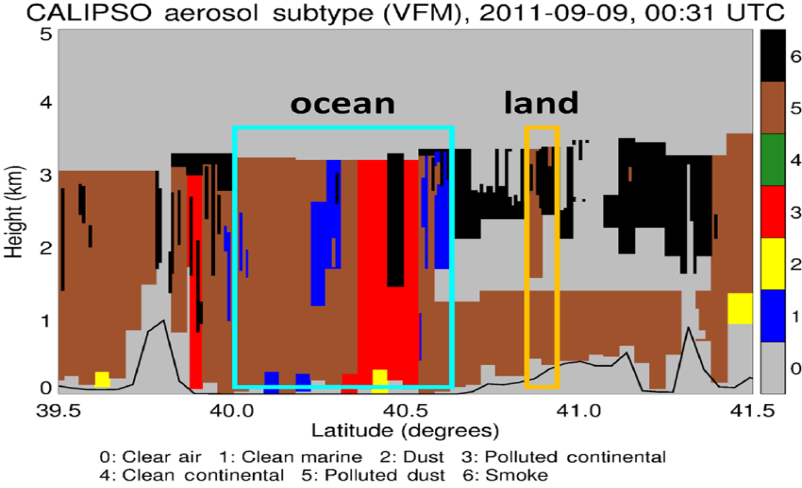 CALIPSO aerosol subtype (VFM), 2011-09-09, 00:31 UTC
5
4
3
2
1
0
Height (km)
ocean
land
6
5
4
3
2
1
0
39.5 40.0 40.5 41.0 41.5
Latitude (degrees)
0: Clear air 1: Clean marine 2: Dust 3: Polluted continental
4: Clean continental 5: Polluted dust 6: Smoke